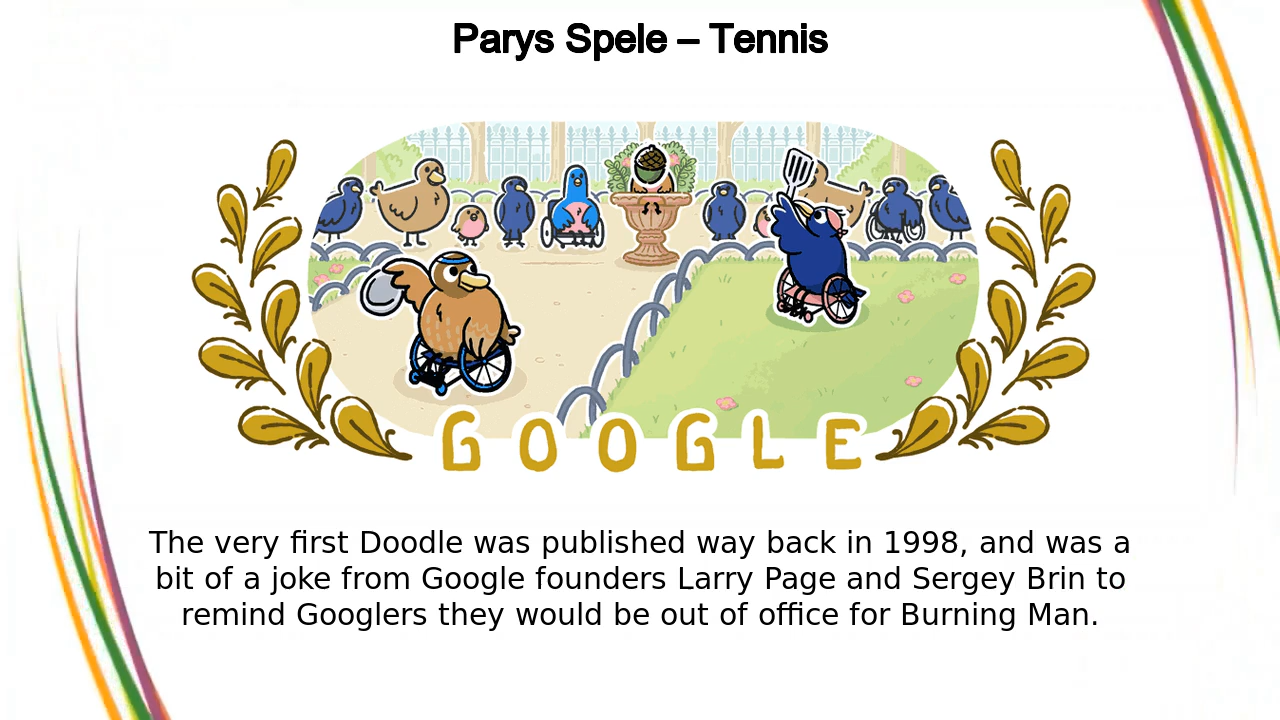 Parys Spele – Tennis
GOOGLE
The very first Doodle was published way back in 1998, and was a
bit of a joke from Google founders Larry Page and Sergey Brin to
remind Googlers they would be out of office for Burning Man.